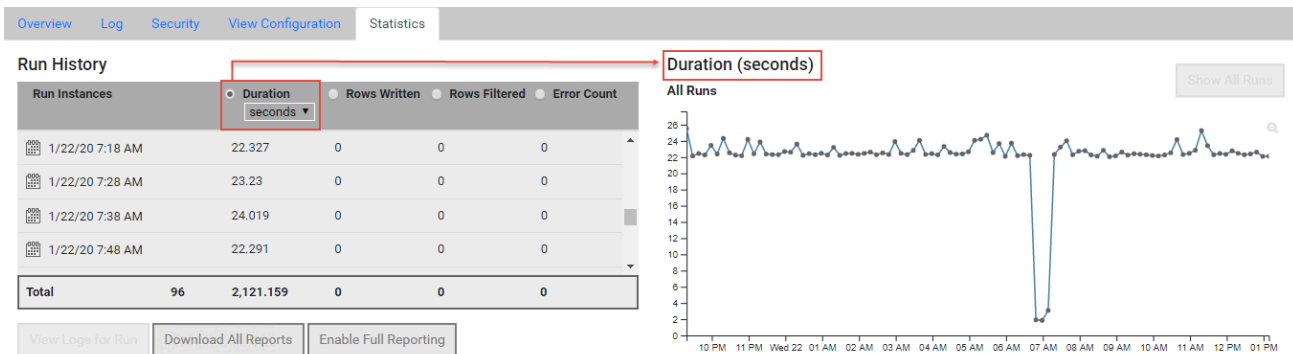 Overview Log Security View Configuration Statistics
Run History
Run Instances Duration Rows Written Rows Filtered Error Count
seconds
1/22/20 7:18 AM 22.327 0 0 0
1/22/20 7:28 AM 23.23 0 0 0
1/22/20 7:38 AM 24.019 0 0 0
1/22/20 7:48 AM 22.291 0 0 0
Total 96 2,121.159 0 0 0
View Logs for Run Download All Reports Enable Full Reporting
Duration (seconds)
Show All Runs
All Runs
26
24
22
20
18
16
14
12
10
8
6
4
2
0
10 PM 11 PM Wed 22 01 AM 02 AM 03 AM 04 AM 05 AM 06 AM 07 AM 08 AM 09 AM 10 AM 11 AM 12 PM 01 PM